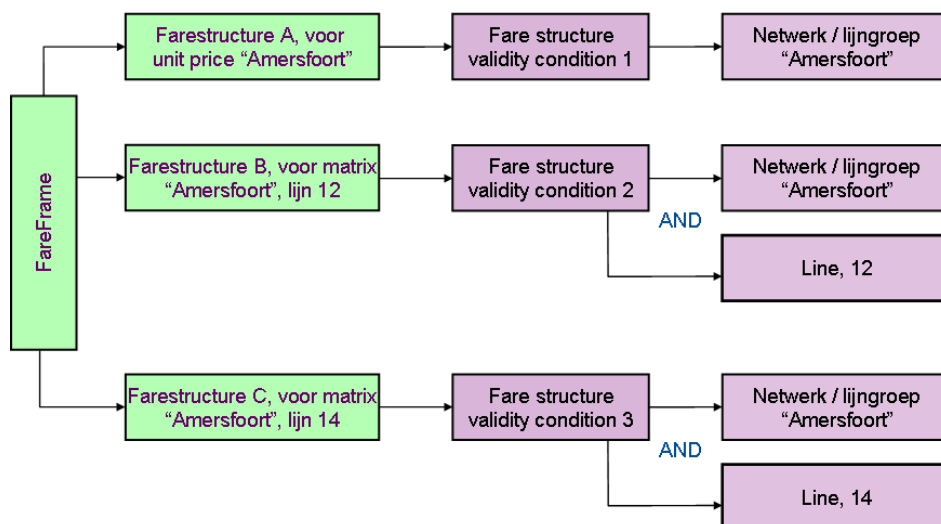 Farestructure A, voor
unit price “Amersfoort”
Fare structure
validity condition 1
Netwerk / lijngroep
“Amersfoort”
FareFrame
Farestructure B, voor matrix
“Amersfoort”, lijn 12
Fare structure
validity condition 2
Netwerk / lijngroep
“Amersfoort”
AND
Line, 12
Farestructure C, voor matrix
“Amersfoort”, lijn 14
Fare structure
validity condition 3
Netwerk / lijngroep
“Amersfoort”
AND
Line, 14